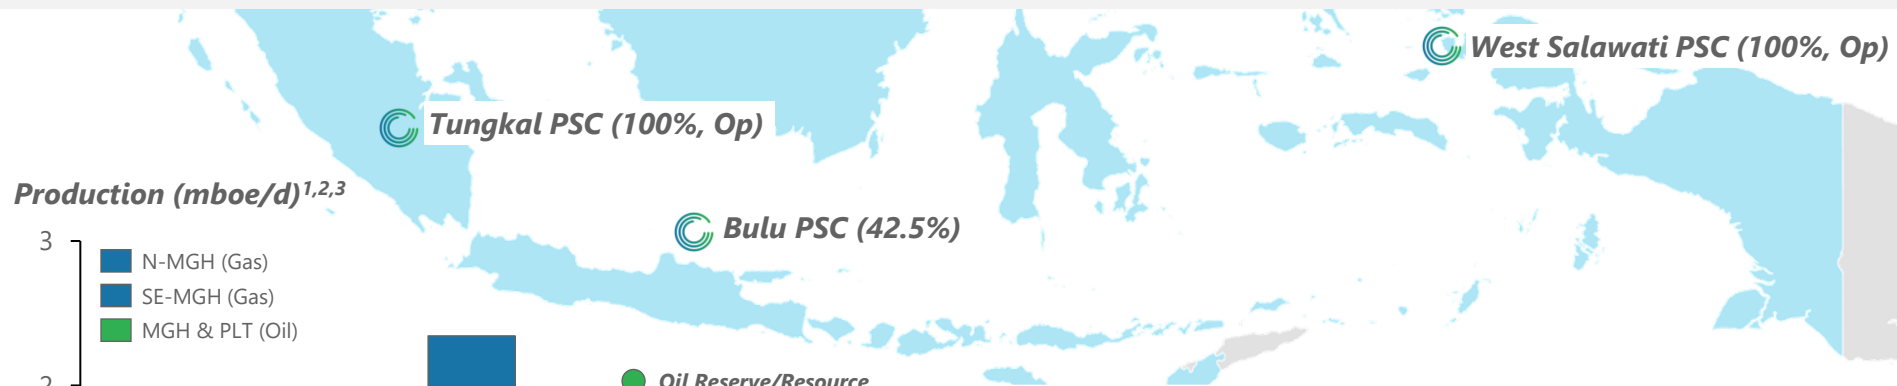 West Salawati PSC (100%, Op)
Tungkal PSC (100%, Op)
Production (mboe/d)1,2,3
Bulu PSC (42.5%)
3
N-MGH (Gas)
SE-MGH (Gas)
MGH & PLT (Oil)
2
Oil Reserve/Resource